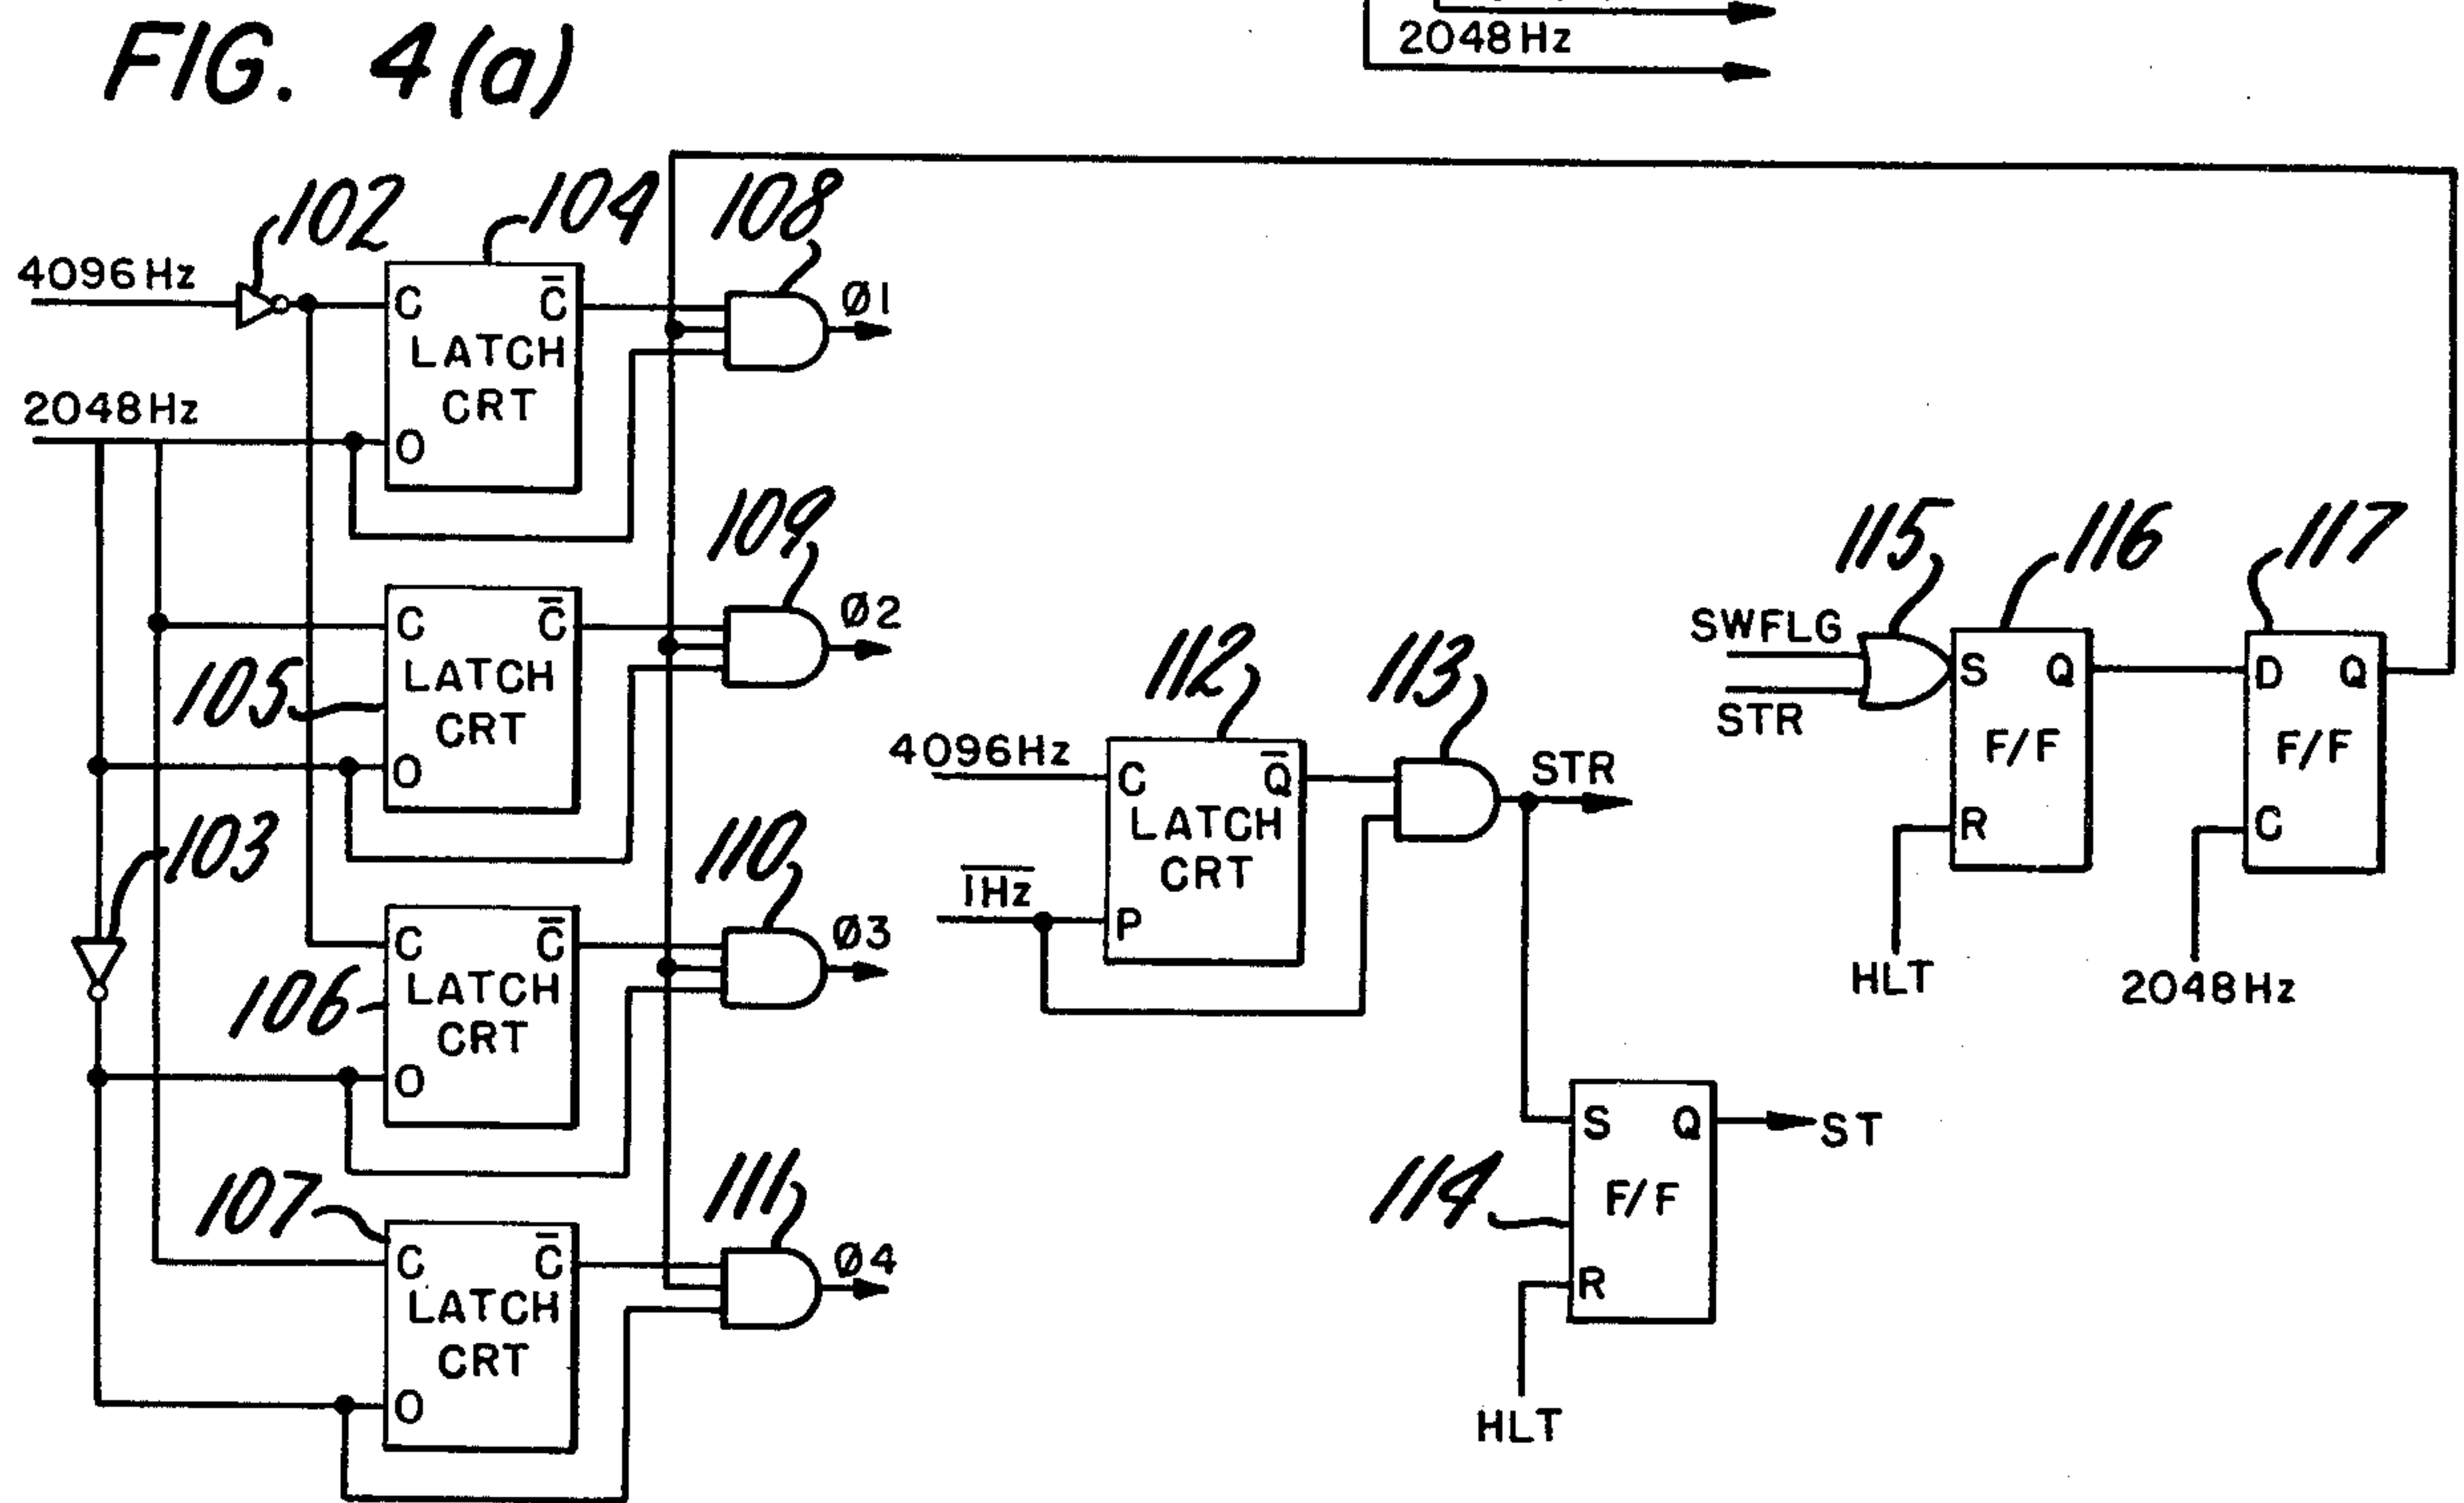 2048Hz
FIG. 4(a)
102
104
108
4096Hz
C
C̅
Ø1
LATCH
CRT
2048Hz
O
109
C
C̅
Ø2
LATCH
105
CRT
O
103
110
C
C̅
Ø3
LATCH
106
CRT
O
111
107
C
C̅
Ø4
LATCH
CRT
O
112
113
4096Hz
C
Q̅
STR
LATCH
CRT
1̅H̅z̅
P
115
116
117
SWFLG
S
Q
D
Q
STR
F/F
F/F
R
C
HLT
2048Hz
S
Q
ST
114
F/F
R
HLT